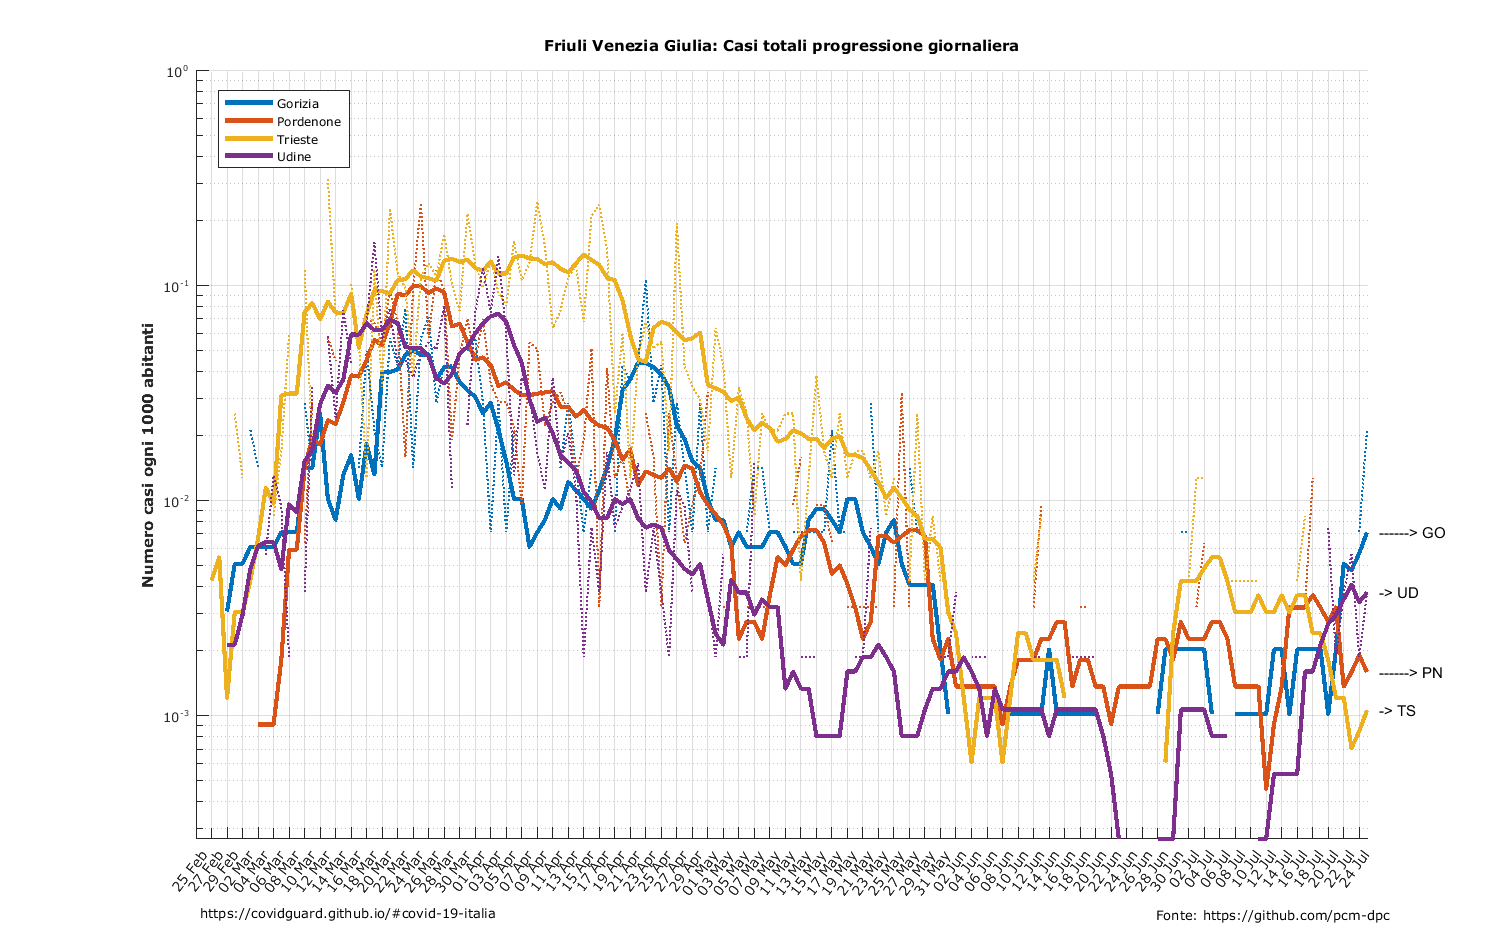 Friuli Venezia Giulia: Casi totali progressione giornaliera
10⁰
10⁻¹
10⁻²
10⁻³
Numero casi ogni 1000 abitanti
Gorizia
Pordenone
Trieste
Udine
------> GO
-> UD
------> PN
-> TS
25 Feb
27 Feb
29 Feb
02 Mar
04 Mar
06 Mar
08 Mar
10 Mar
12 Mar
14 Mar
16 Mar
18 Mar
20 Mar
22 Mar
24 Mar
26 Mar
28 Mar
30 Mar
01 Apr
03 Apr
05 Apr
07 Apr
09 Apr
11 Apr
13 Apr
15 Apr
17 Apr
19 Apr
21 Apr
23 Apr
25 Apr
27 Apr
29 Apr
01 May
03 May
05 May
07 May
09 May
11 May
13 May
15 May
17 May
19 May
21 May
23 May
25 May
27 May
29 May
31 May
02 Jun
04 Jun
06 Jun
08 Jun
10 Jun
12 Jun
14 Jun
16 Jun
18 Jun
20 Jun
22 Jun
24 Jun
26 Jun
28 Jun
30 Jun
02 Jul
04 Jul
06 Jul
08 Jul
10 Jul
12 Jul
14 Jul
16 Jul
18 Jul
20 Jul
22 Jul
24 Jul
https://covidguard.github.io/#covid-19-italia
Fonte: https://github.com/pcm-dpc